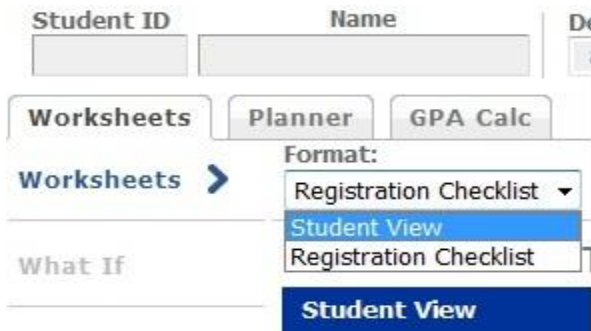 Student ID Name
Worksheets Planner GPA Calc
Format:
Worksheets
Registration Checklist
Student View
Registration Checklist
What If
Student View